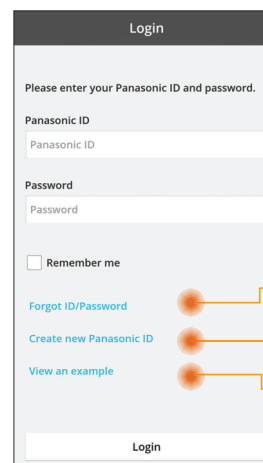 Login
Please enter your Panasonic ID and password.
Panasonic ID
Panasonic ID
Password
Password
Remember me
Forgot ID/Password
Create new Panasonic ID
View an example
Login